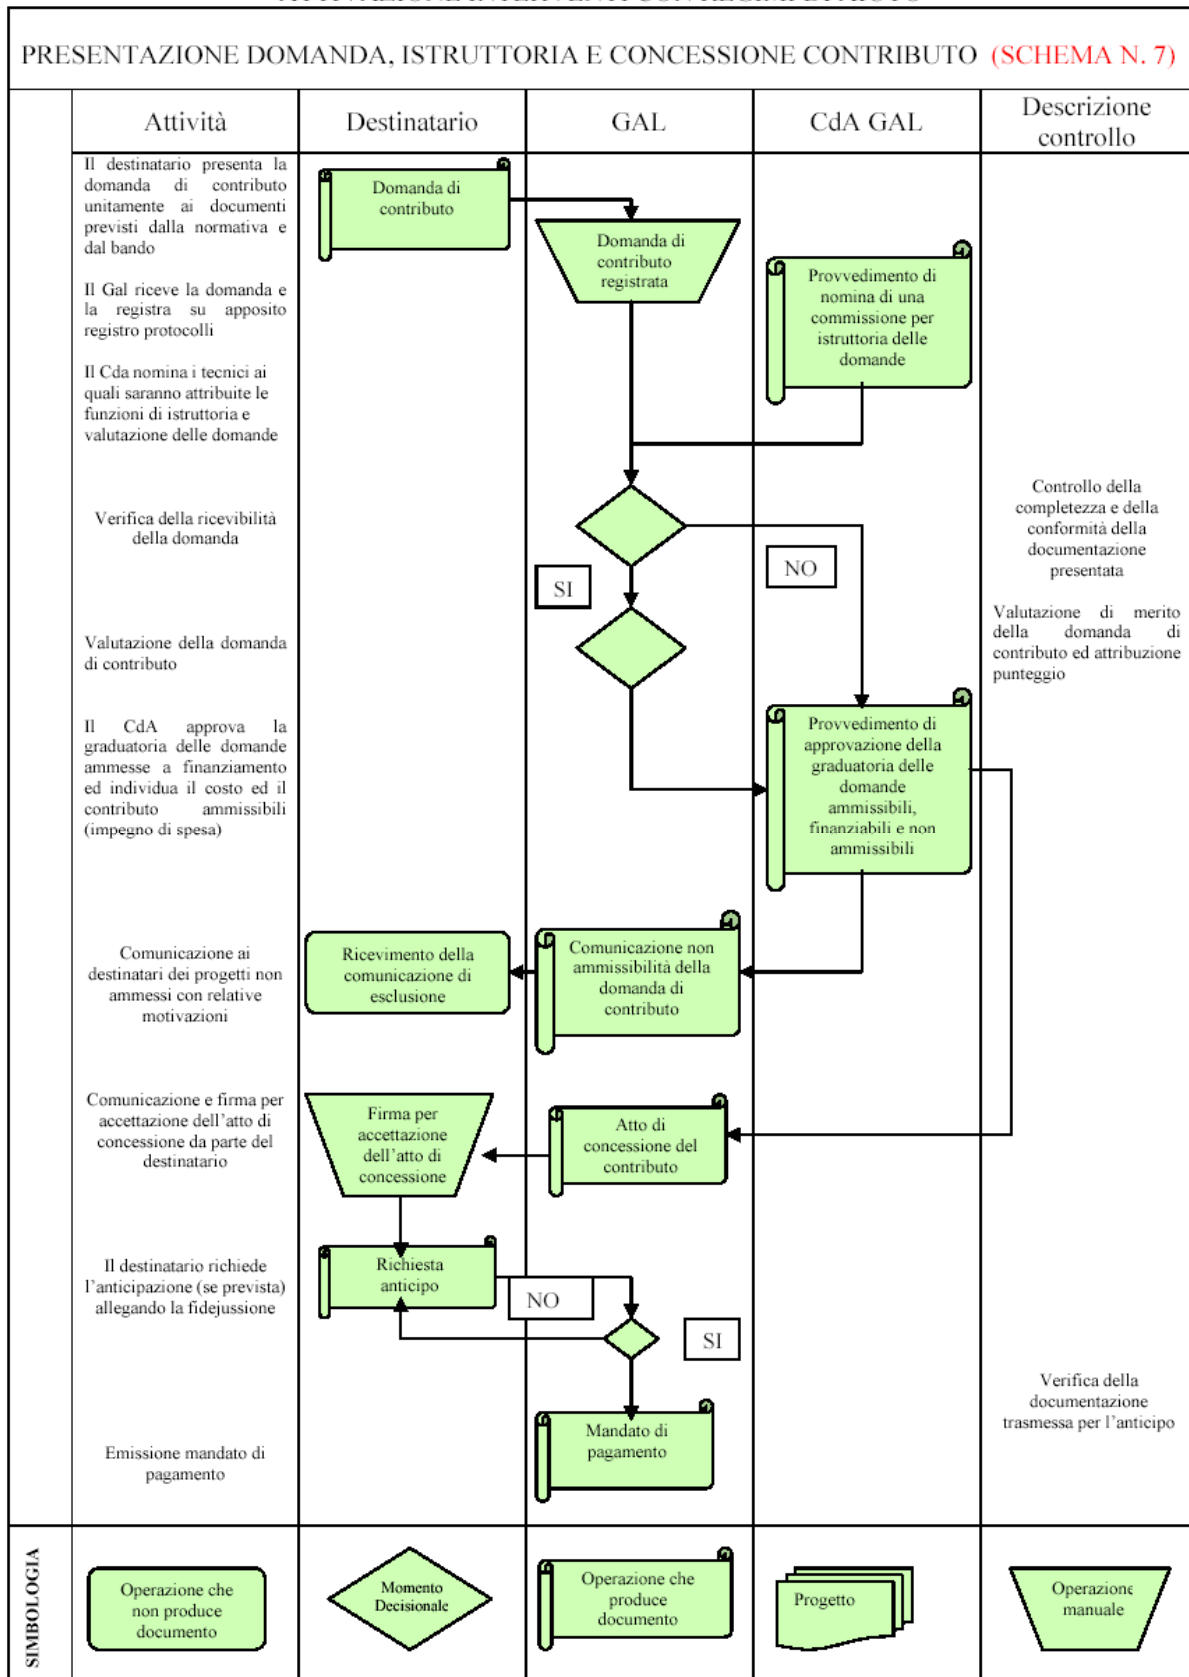 PRESENTAZIONE DOMANDA, ISTRUTTORIA E CONCESSIONE CONTRIBUTO (SCHEMA N. 7)
Attività
Destinatario
GAL
CdA GAL
Descrizione
controllo
Il destinatario presenta la
domanda di contributo
unitamente ai documenti
previsti dalla normativa e
dal bando
Domanda di
contributo
Domanda di
contributo
registrata
Il Gal riceve la domanda e
la registra su apposito
registro protocolli
Provvedimento di
nomina di una
commissione per
istruttoria delle
domande
Il Cda nomina i tecnici ai
quali saranno attribuite le
funzioni di istruttoria e
valutazione delle domande
Verifica della ricevibilità
della domanda
Controllo della
completezza e della
conformità della
documentazione
presentata
SI
NO
Valutazione della domanda
di contributo
Valutazione di merito
della domanda di
contributo ed attribuzione
punteggio
Il CdA approva la
graduatoria delle domande
ammesse a finanziamento
ed individua il costo ed il
contributo ammissibili
(impegno di spesa)
Provvedimento di
approvazione della
graduatoria delle
domande
ammissibili,
finanziabili e non
ammissibili
Comunicazione ai
destinatari dei progetti non
ammessi con relative
motivazioni
Ricevimento della
comunicazione di
esclusione
Comunicazione non
ammissibilità della
domanda di
contributo
Comunicazione e firma per
accettazione dell'atto di
concessione da parte del
destinatario
Firma per
accettazione
dell'atto di
concessione
Atto di
concessione del
contributo
Il destinatario richiede
l'anticipazione (se prevista)
allegando la fidejussione
Richiesta
anticipo
NO
SI
Verifica della
documentazione
trasmessa per l'anticipo
Emissione mandato di
pagamento
Mandato di
pagamento
SIMBOLOGIA
Operazione che
non produce
documento
Momento
Decisionale
Operazione che
produce
documento
Progetto
Operazione
manuale